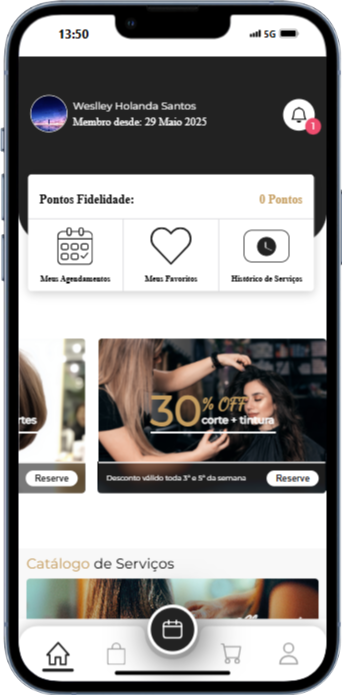 13:50
5G
Weslley Holanda Santos
Membro desde: 29 Maio 2025
1
Pontos Fidelidade:
0 Pontos
Meus Agendamentos
Meus Favoritos
Histórico de Serviços
rtes
Reserve
30% OFF
corte + tintura
Desconto válido toda 3ª e 5ª da semana
Reserve
Catálogo de Serviços